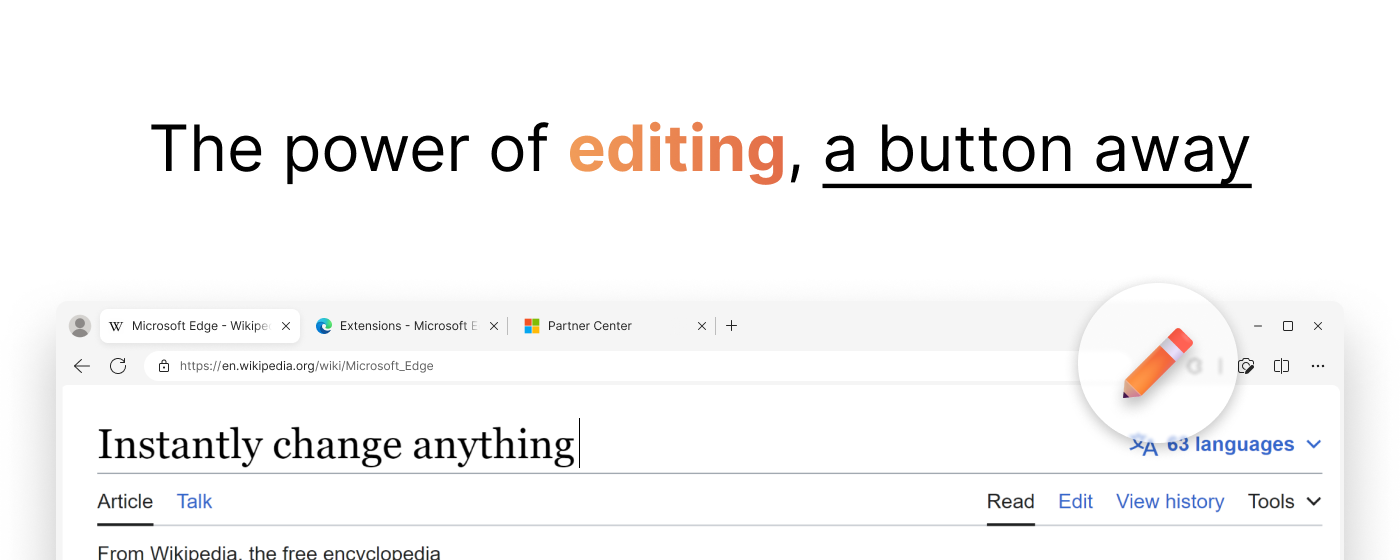 The power of editing, a button away
Microsoft Edge - Wikipe
Extensions - Microsoft E
Partner Center
https://en.wikipedia.org/wiki/Microsoft_Edge
Instantly change anything
63 languages
Article Talk Read Edit View history Tools
From Wikipedia, the free encyclopedia